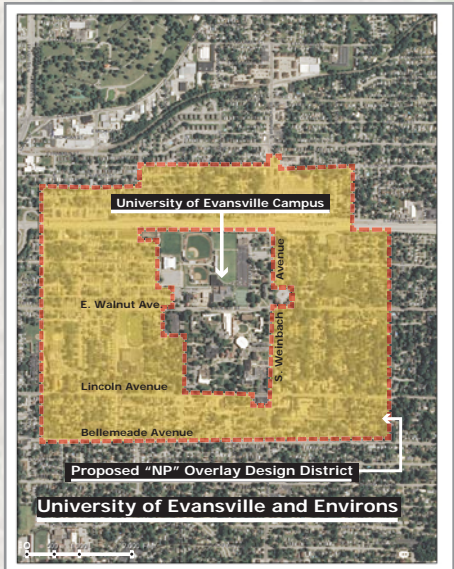 University of Evansville Campus
Avenue
E. Walnut Ave.
S. Weinbach
Lincoln Avenue
Bellemeade Avenue
Proposed “NP” Overlay Design District
University of Evansville and Environs
0